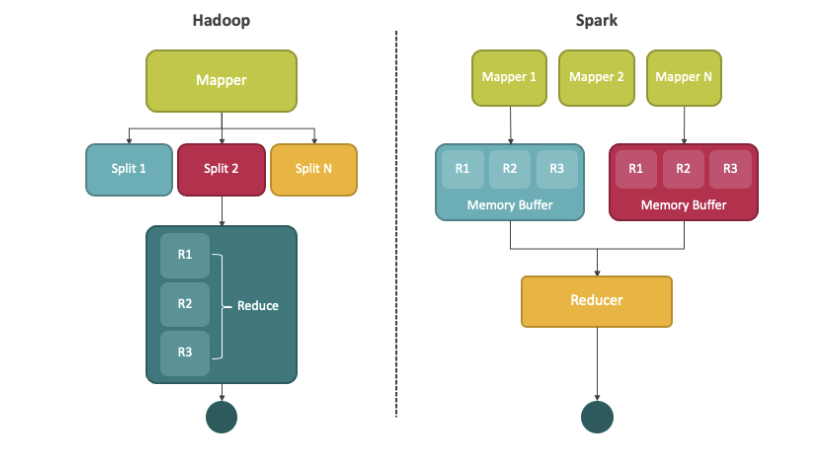 Hadoop
Mapper
Split 1
Split 2
Split N
R1
R2
R3
Reduce
Spark
Mapper 1
Mapper 2
Mapper N
R1
R2
R3
Memory Buffer
R1
R2
R3
Memory Buffer
Reducer